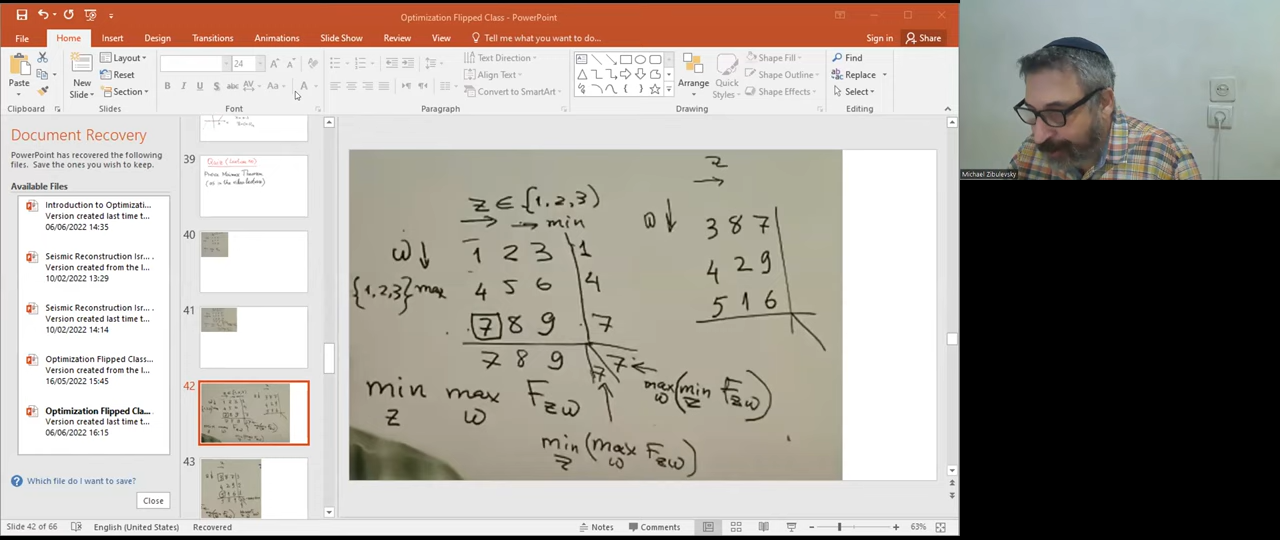 Optimization Flipped Class - PowerPoint
File Home Insert Design Transitions Animations Slide Show Review View Tell me what you want to do... Sign in Share
Paste
New Slide
Layout
Reset
Section
24
B I U S abc AV Aa A
Text Direction
Align Text
Convert to SmartArt
Arrange
Quick Styles
Shape Fill
Shape Outline
Shape Effects
Find
Replace
Select
Clipboard Slides Font Paragraph Drawing Editing
Document Recovery
PowerPoint has recovered the following files. Save the ones you wish to keep.
Available Files
Introduction to Optimizati...
Version created last time t...
06/06/2022 14:35
Seismic Reconstruction Isr...
Version created from the l...
10/02/2022 13:29
Seismic Reconstruction Isr...
Version created last time t...
10/02/2022 14:14
Optimization Flipped Class...
Version created from the l...
16/05/2022 15:45
Optimization Flipped Cla...
Version created last time t...
06/06/2022 16:15
Which file do I want to save?
Close
39
40
41
42
43
z ∈ {1,2,3)
→ → min
ω ↓ 1 2 3 1
{1,2,3} max 4 5 6 4
7 8 9 7
7 8 9 7 7 ←
min max F zω
z ω
max (min F zω)
ω z
min (max F zω)
z ω
z
→
ω ↓ 3 8 7
4 2 9
5 1 6
Michael Zibulevsky
Slide 42 of 66 English (United States) Recovered Notes Comments 63%